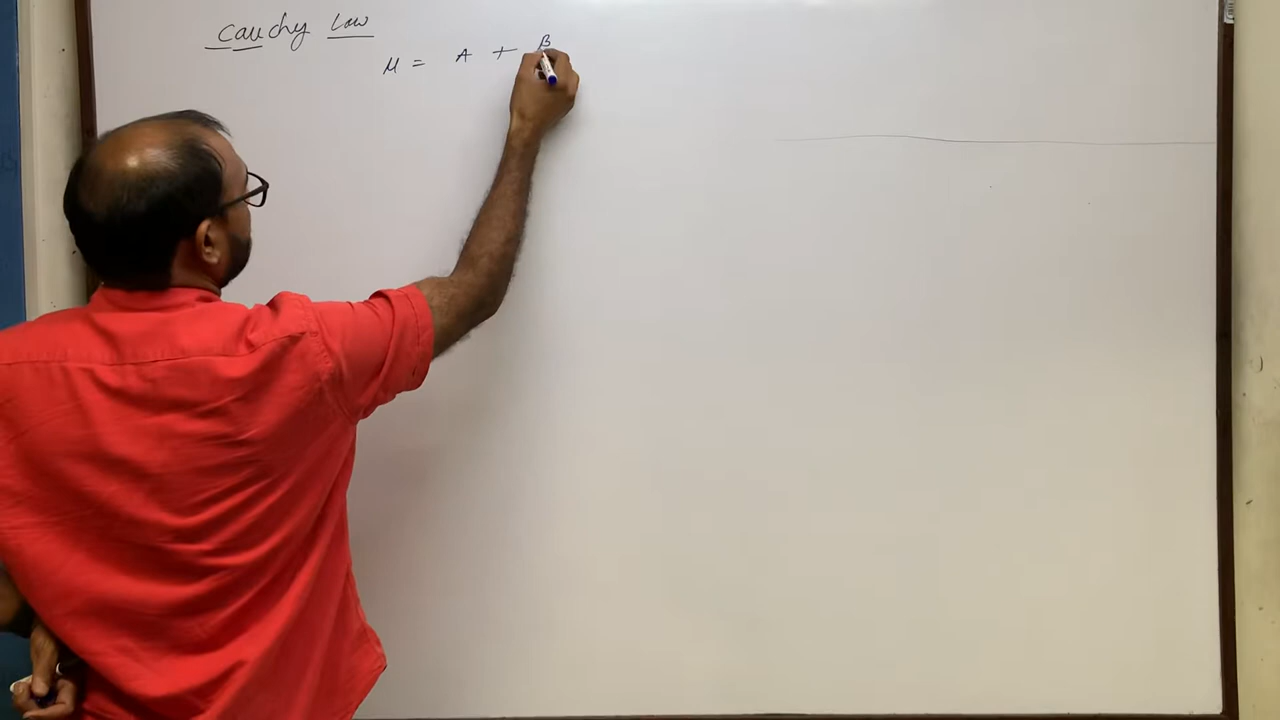 Cauchy Law
μ = A + B